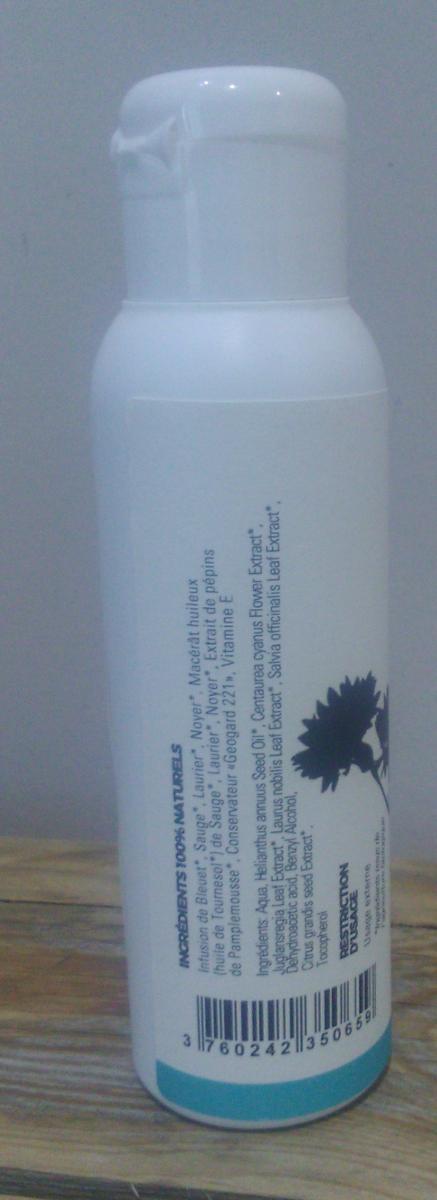 INGRÉDIENTS 100% NATURELS
Infusion de Bleuet*, Sauge*, Laurier*, Noyer*, Macérât huileux
(huile de Tournesol*) de Sauge*, Laurier*, Noyer*, Extrait de pépins
de Pamplemousse*, Conservateur «Geogard 221», Vitamine E
Ingrédients: Aqua, Helianthus annuus Seed Oil*, Centaurea cyanus Flower Extract*,
Juglansregia Leaf Extract*, Laurus nobilis Leaf Extract*, Salvia officinalis Leaf Extract*,
Dehydroacetic acid, Benzyl Alcohol,
Citrus grandis seed Extract*,
Tocopherol
RESTRICTION
D'USAGE
Usage externe
3 760242 350659